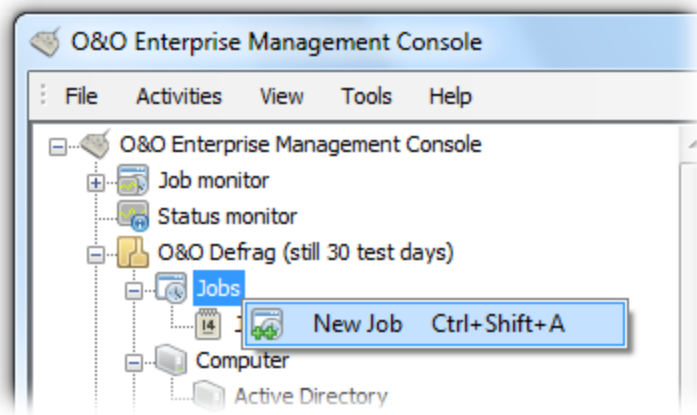 O&O Enterprise Management Console
File Activities View Tools Help
O&O Enterprise Management Console
Job monitor
Status monitor
O&O Defrag (still 30 test days)
Jobs
14
New Job Ctrl+Shift+A
Computer
Active Directory